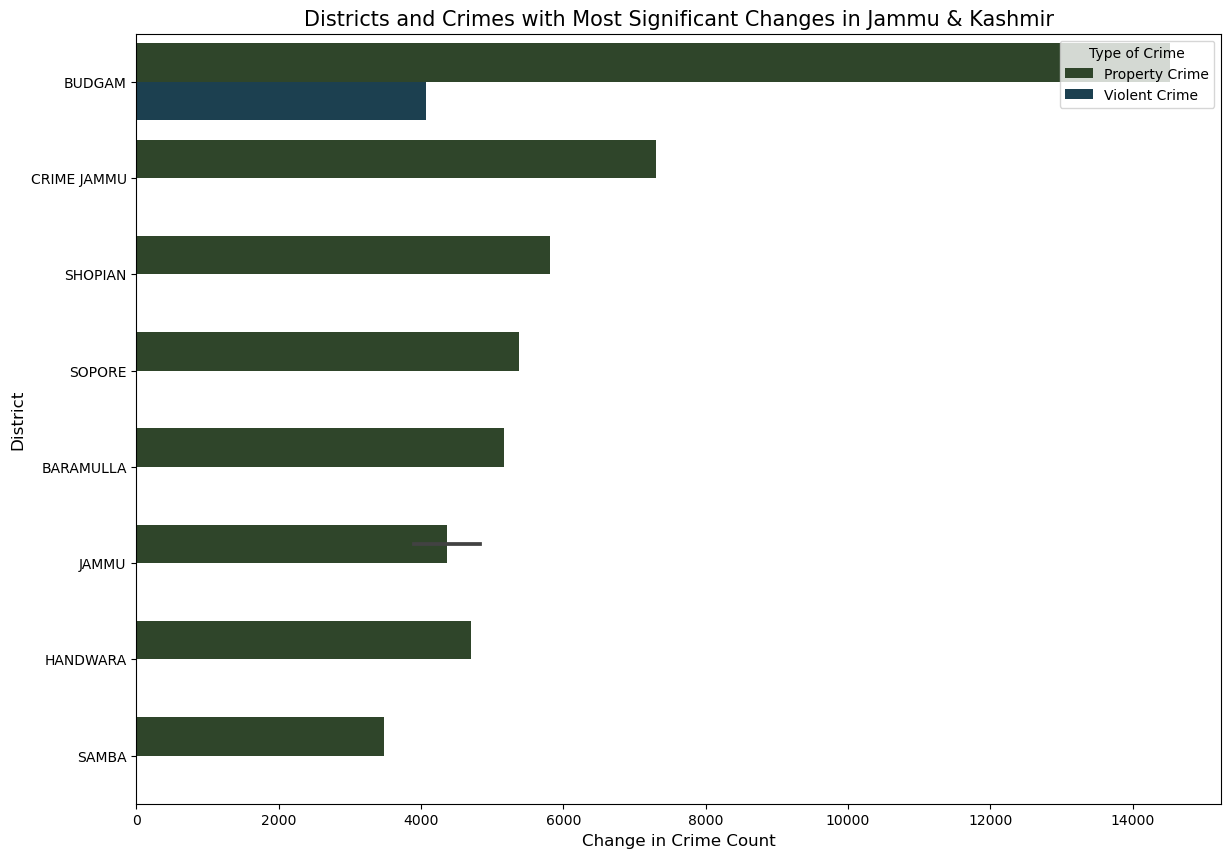 Districts and Crimes with Most Significant Changes in Jammu & Kashmir
Type of Crime
Property Crime
Violent Crime
BUDGAM
CRIME JAMMU
SHOPIAN
SOPORE
BARAMULLA
JAMMU
HANDWARA
SAMBA
District
0 2000 4000 6000 8000 10000 12000 14000
Change in Crime Count